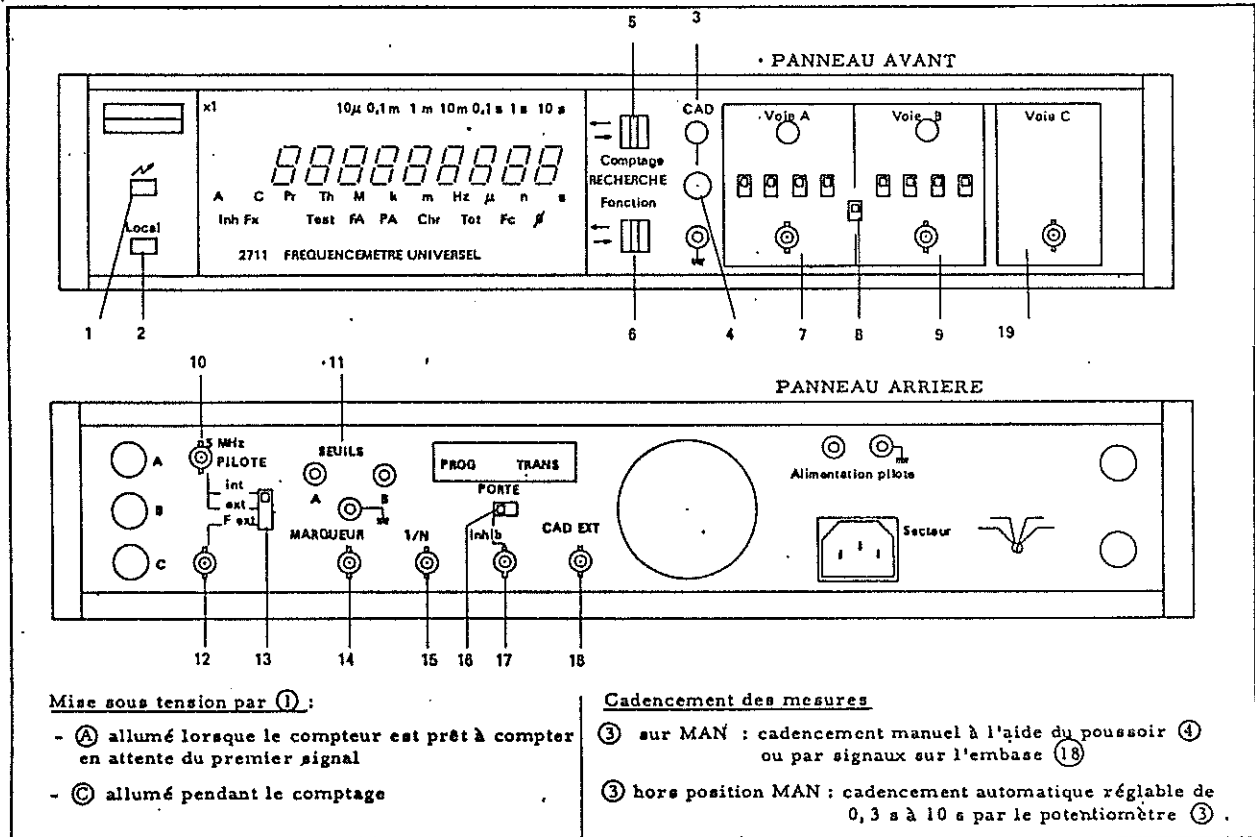 5 3
PANNEAU AVANT
x1 10µ 0,1m 1 m 10m 0,1s 1s 10 s CAD Voie A Voie B Voie C
888888888
Comptage
A C Pr Th M k m Hz µ n s RECHERCHE
Inh Fx Test FA PA Chr Tot Fc ø Fonction
Local
2711 FREQUENCEMETRE UNIVERSEL
1 2 6 4 7 8 9 19
10 11
PANNEAU ARRIERE
5 MHz SEUILS
A PILOTE PROG TRANS
int A B PORTE Alimentation pilote
B ext
F ext MARQUEUR 1/N Inhib CAD EXT Secteur
C
12 13 14 15 16 17 18
Mise sous tension par ① :
- Ⓐ allumé lorsque le compteur est prêt à compter
en attente du premier signal
- Ⓒ allumé pendant le comptage
Cadencement des mesures
③ sur MAN : cadencement manuel à l'aide du poussoir ④
ou par signaux sur l'embase ⑱
③ hors position MAN : cadencement automatique réglable de
0,3 s à 10 s par le potentiomètre ③ .